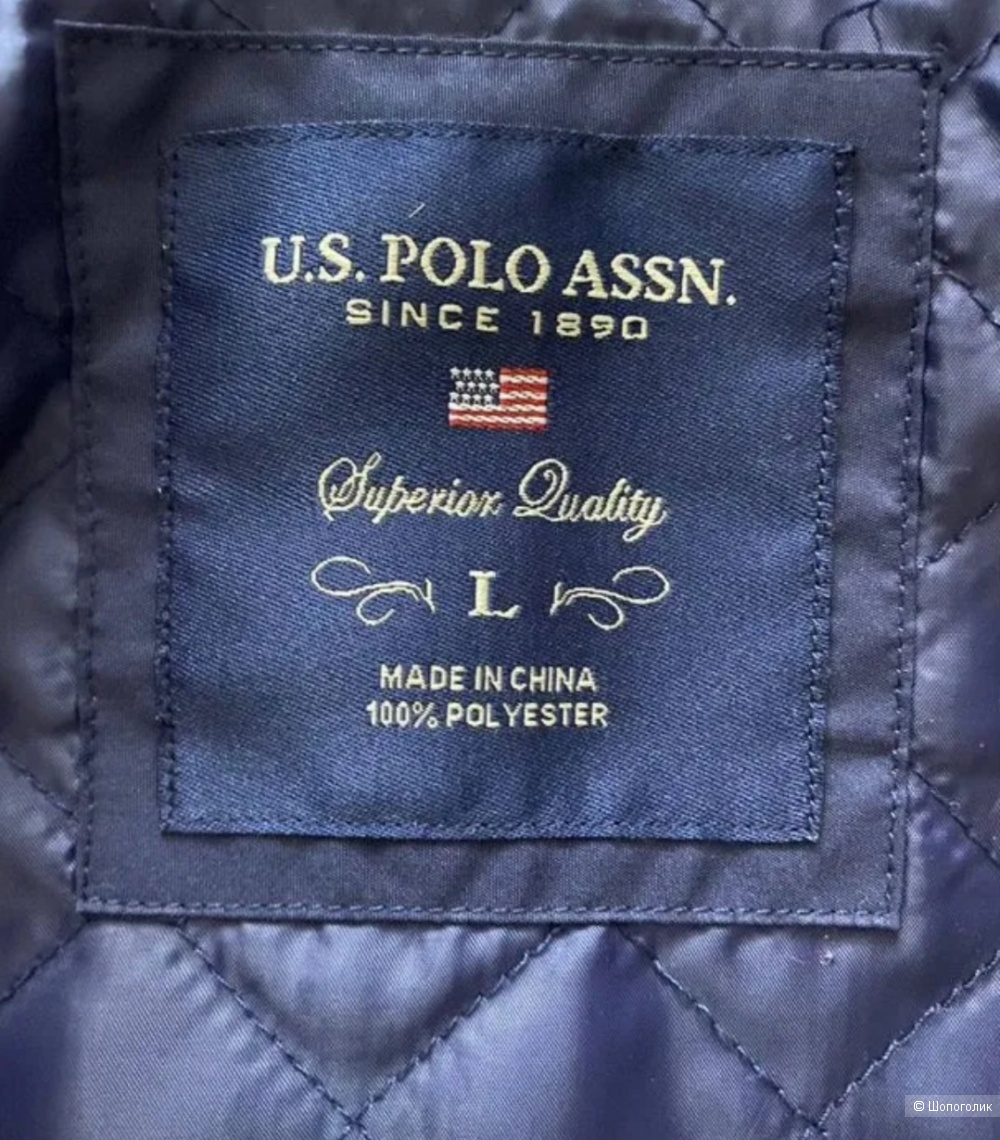 U.S. POLO ASSN.
SINCE 1890
Superior Quality
L
MADE IN CHINA
100% POLYESTER
© Шопоголик